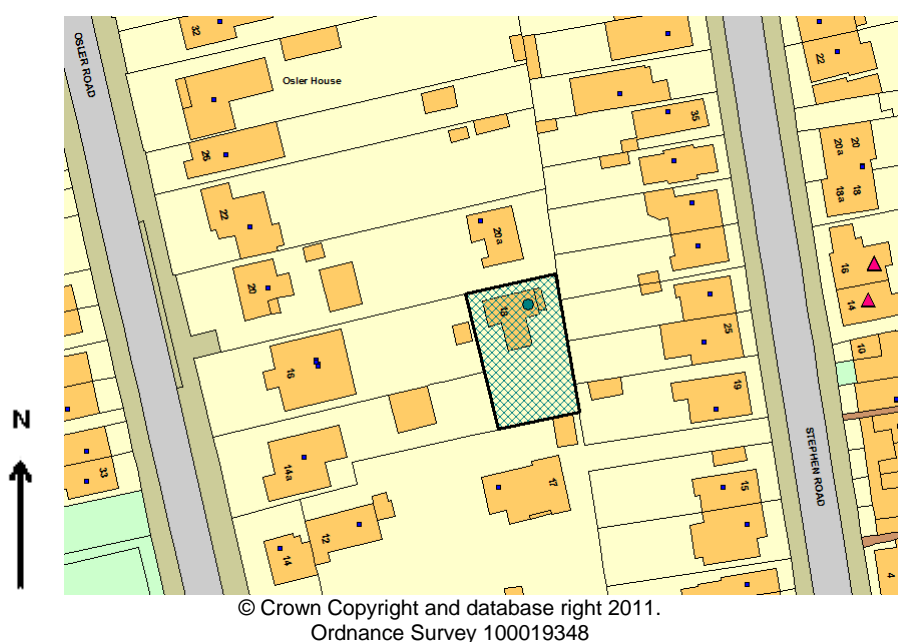 OSLER ROAD
32
Osler House
22
35
26
20
20a
18
18a
22
20a
16
20
14
18
16
25
10
N
19
33
14a
17
STEPHEN ROAD
15
12
14
4
© Crown Copyright and database right 2011.
Ordnance Survey 100019348